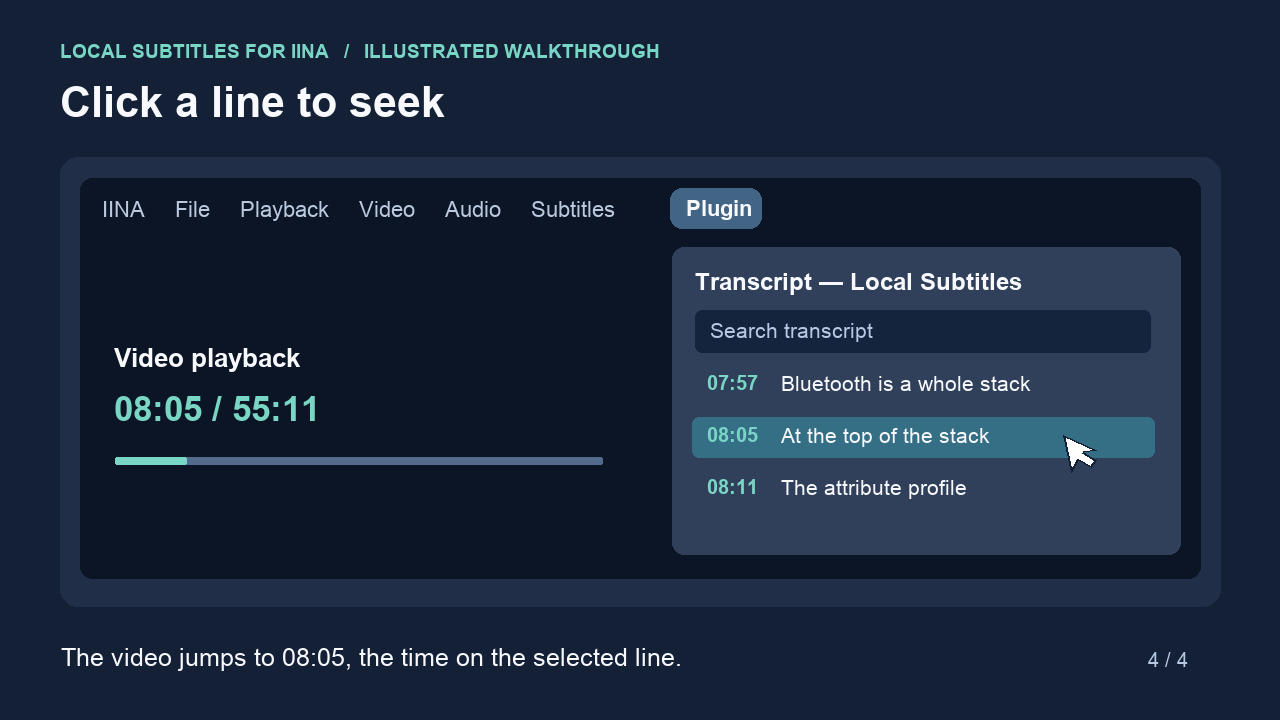 LOCAL SUBTITLES FOR IINA / ILLUSTRATED WALKTHROUGH
Click a line to seek
IINA File Playback Video Audio Subtitles Plugin
Transcript — Local Subtitles
Search transcript
Video playback
08:05 / 55:11
07:57 Bluetooth is a whole stack
08:05 At the top of the stack
08:11 The attribute profile
The video jumps to 08:05, the time on the selected line.
4 / 4